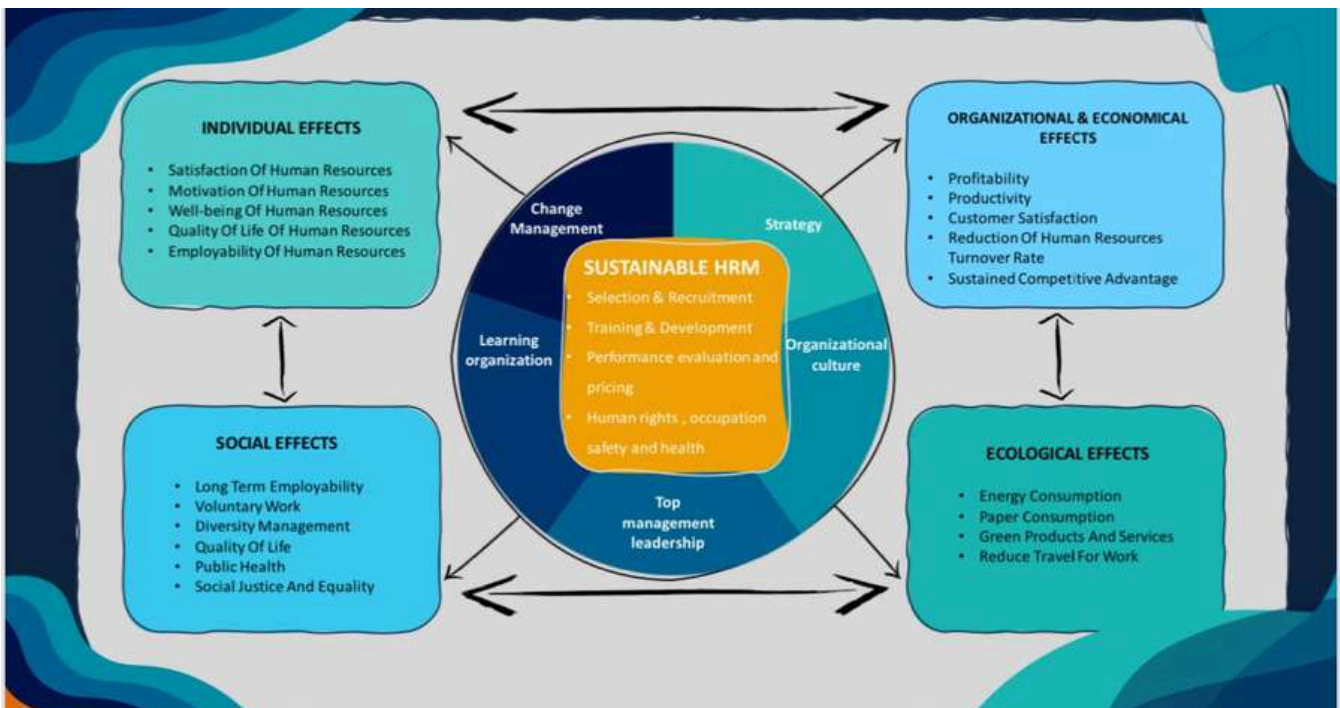 INDIVIDUAL EFFECTS
• Satisfaction Of Human Resources
• Motivation Of Human Resources
• Well-being Of Human Resources
• Quality Of Life Of Human Resources
• Employability Of Human Resources
ORGANIZATIONAL & ECONOMICAL
EFFECTS
• Profitability
• Productivity
• Customer Satisfaction
• Reduction Of Human Resources
Turnover Rate
• Sustained Competitive Advantage
Change
Management
Strategy
SUSTAINABLE HRM
• Selection & Recruitment
• Training & Development
• Performance evaluation and
pricing
• Human rights , occupation
safety and health
Learning
organization
Organizational
culture
Top
management
leadership
SOCIAL EFFECTS
• Long Term Employability
• Voluntary Work
• Diversity Management
• Quality Of Life
• Public Health
• Social Justice And Equality
ECOLOGICAL EFFECTS
• Energy Consumption
• Paper Consumption
• Green Products And Services
• Reduce Travel For Work